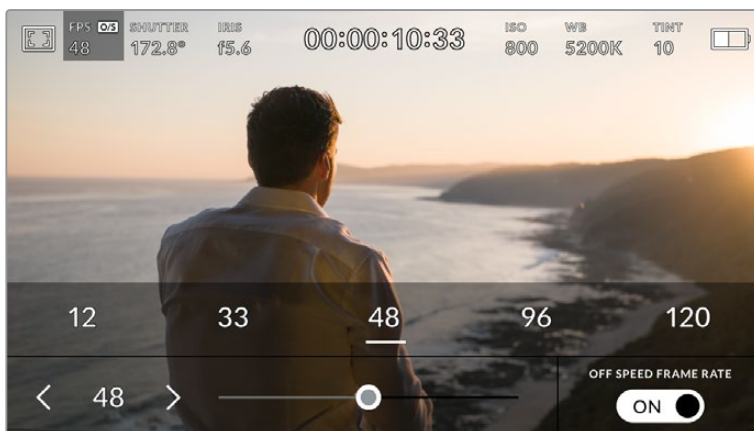 FPS O/S SHUTTER IRIS 00:00:10:33 ISO WB TINT
48 172.8° f5.6 800 5200K 10
12 33 48 96 120
OFF SPEED FRAME RATE
48 ON